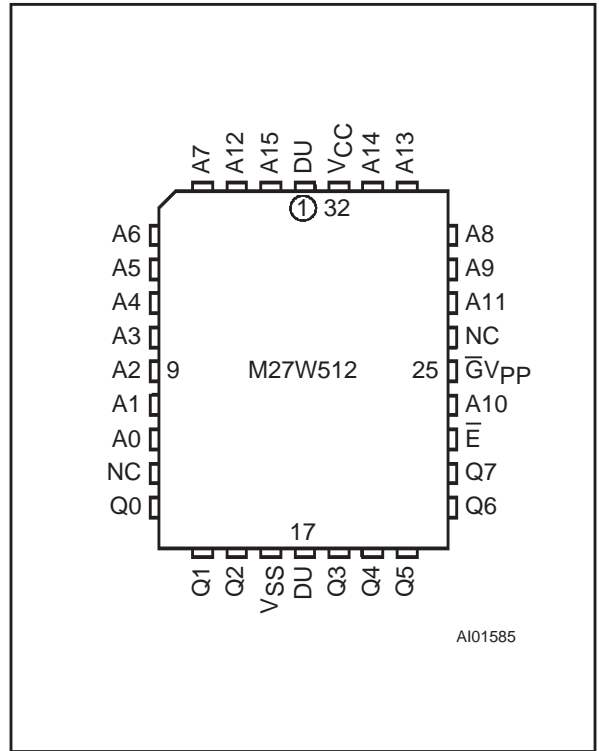 A7 A12 A15 DU VCC A14 A13
1 32
A6 A8
A5 A9
A4 A11
A3 NC
A2 9 M27W512 25 G̅VPP
A1 A10
A0 E̅
NC Q7
Q0 Q6
17
Q1 Q2 VSS DU Q3 Q4 Q5
AI01585